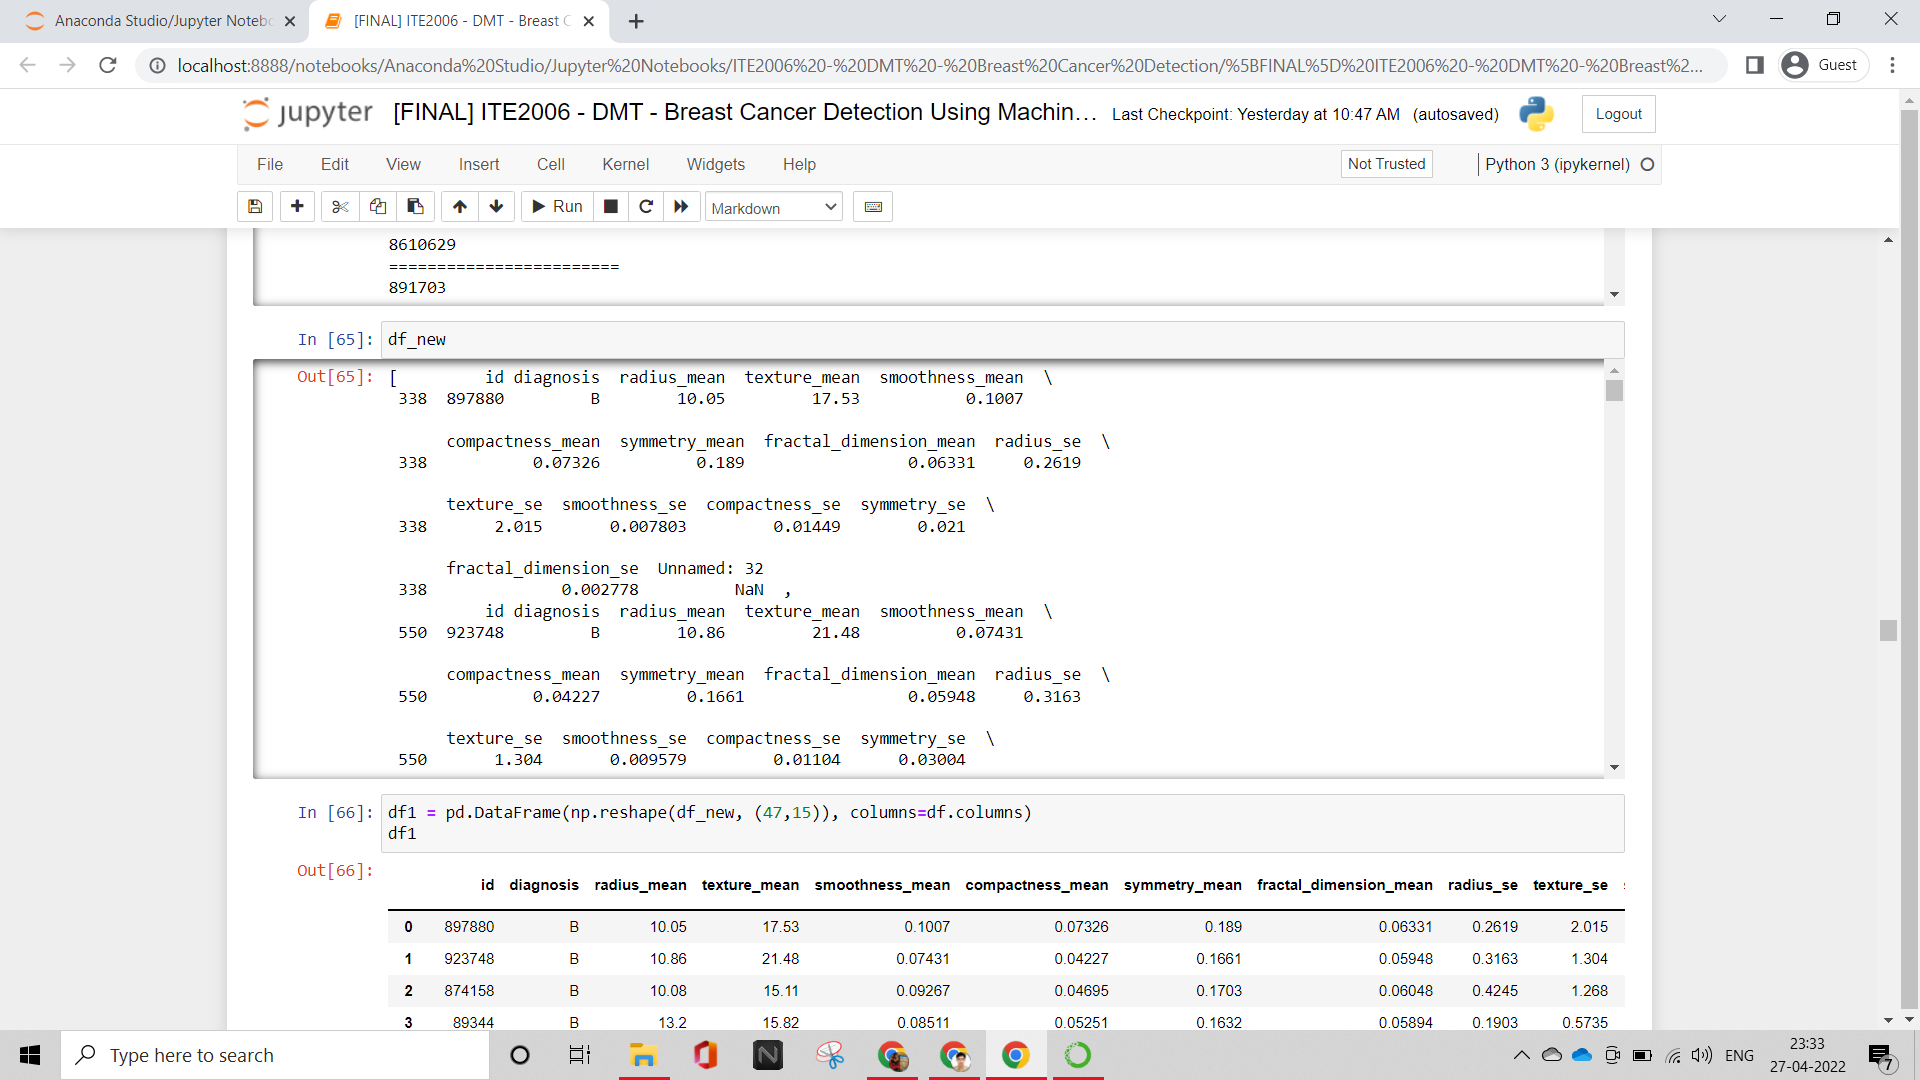 Anaconda Studio/Jupyter Noteb
[FINAL] ITE2006 - DMT - Breast C
localhost:8888/notebooks/Anaconda%20Studio/Jupyter%20Notebooks/ITE2006%20-%20DMT%20-%20Breast%20Cancer%20Detection/%5BFINAL%5D%20ITE2006%20-%20DMT%20-%20Breast%2...
Guest
jupyter [FINAL] ITE2006 - DMT - Breast Cancer Detection Using Machin... Last Checkpoint: Yesterday at 10:47 AM (autosaved)
Logout
File Edit View Insert Cell Kernel Widgets Help
Not Trusted
Python 3 (ipykernel)
Run
Markdown
8610629
========================
891703
In [65]: df_new
Out[65]: [ id diagnosis radius_mean texture_mean smoothness_mean \
338 897880 B 10.05 17.53 0.1007
compactness_mean symmetry_mean fractal_dimension_mean radius_se \
338 0.07326 0.189 0.06331 0.2619
texture_se smoothness_se compactness_se symmetry_se \
338 2.015 0.007803 0.01449 0.021
fractal_dimension_se Unnamed: 32
338 0.002778 NaN ,
id diagnosis radius_mean texture_mean smoothness_mean \
550 923748 B 10.86 21.48 0.07431
compactness_mean symmetry_mean fractal_dimension_mean radius_se \
550 0.04227 0.1661 0.05948 0.3163
texture_se smoothness_se compactness_se symmetry_se \
550 1.304 0.009579 0.01104 0.03004
In [66]: df1 = pd.DataFrame(np.reshape(df_new, (47,15)), columns=df.columns)
df1
Out[66]:
id diagnosis radius_mean texture_mean smoothness_mean compactness_mean symmetry_mean fractal_dimension_mean radius_se texture_se
0 897880 B 10.05 17.53 0.1007 0.07326 0.189 0.06331 0.2619 2.015
1 923748 B 10.86 21.48 0.07431 0.04227 0.1661 0.05948 0.3163 1.304
2 874158 B 10.08 15.11 0.09267 0.04695 0.1703 0.06048 0.4245 1.268
3 89344 B 13.2 15.82 0.08511 0.05251 0.1632 0.05894 0.1903 0.5735
Type here to search
ENG
23:33
27-04-2022
7